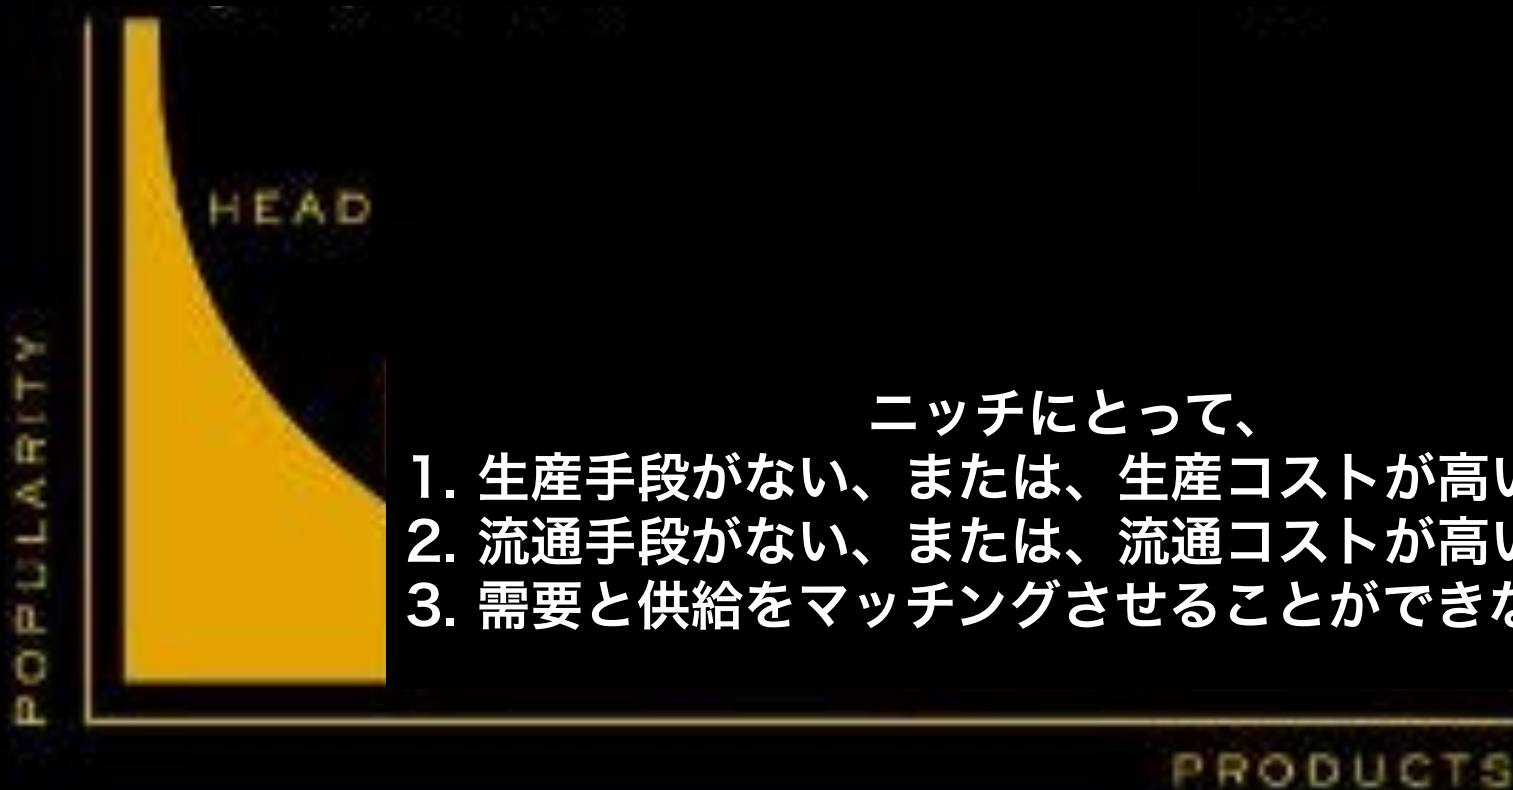 HEAD
POPULARITY
ニッチにとって、
1. 生産手段がない、または、生産コストが高い
2. 流通手段がない、または、流通コストが高い
3. 需要と供給をマッチングさせることができな
PRODUCTS